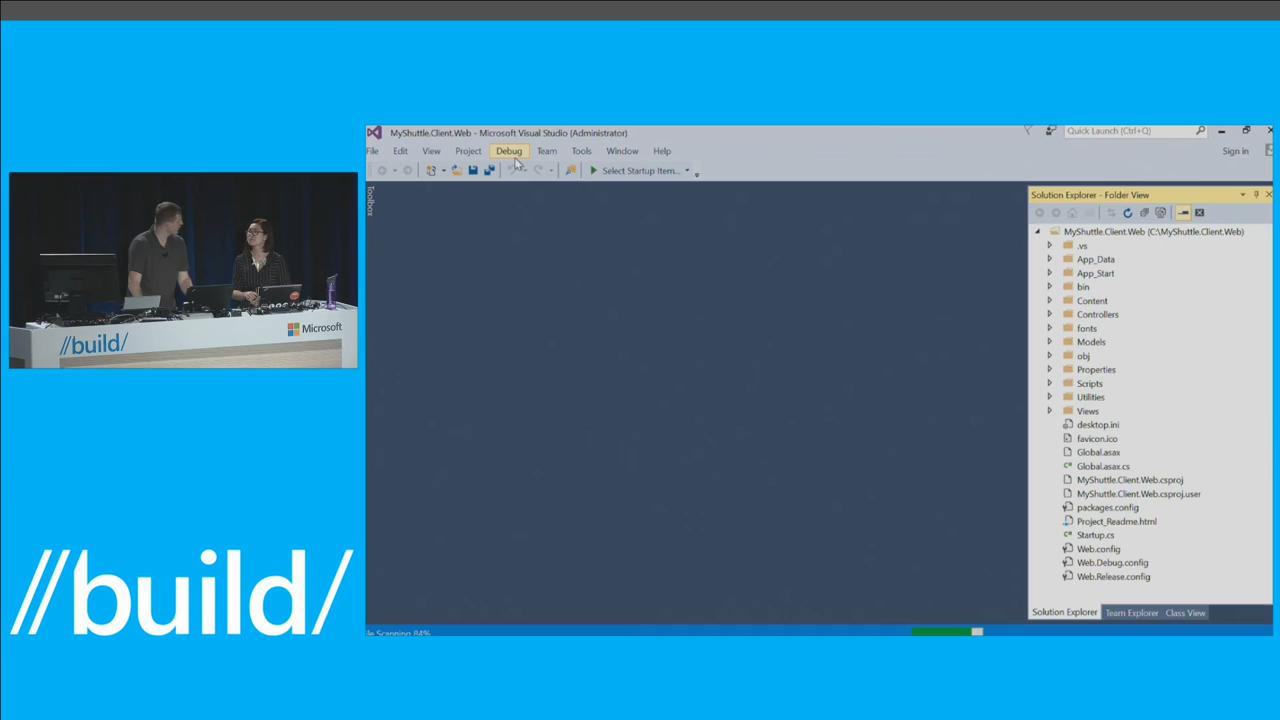 MyShuttle.Client.Web - Microsoft Visual Studio (Administrator)
Quick Launch (Ctrl+Q)
File Edit View Project Debug Team Tools Window Help
Sign in
Select Startup Item...
Toolbox
Solution Explorer - Folder View
MyShuttle.Client.Web (C:\MyShuttle.Client.Web)
.vs
App_Data
App_Start
bin
Content
Controllers
fonts
Models
obj
Properties
Scripts
Utilities
Views
desktop.ini
favicon.ico
Global.asax
Global.asax.cs
MyShuttle.Client.Web.csproj
MyShuttle.Client.Web.csproj.user
packages.config
Project_Readme.html
Startup.cs
Web.config
Web.Debug.config
Web.Release.config
Solution Explorer Team Explorer Class View
le Scanning 84%
//build/
Microsoft
//build/